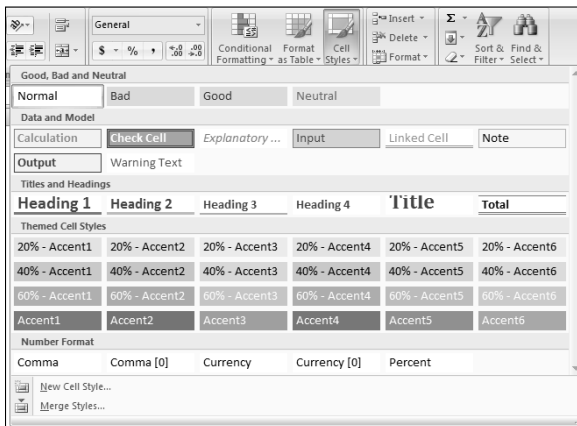 General
Insert
Σ
$ % , .0 .00 .00 .0
Delete
Conditional Formatting Format as Table Cell Styles
Format
Sort & Filter Find & Select
Good, Bad and Neutral
Normal Bad Good Neutral
Data and Model
Calculation Check Cell Explanatory ... Input Linked Cell Note
Output Warning Text
Titles and Headings
Heading 1 Heading 2 Heading 3 Heading 4 Title Total
Themed Cell Styles
20% - Accent1 20% - Accent2 20% - Accent3 20% - Accent4 20% - Accent5 20% - Accent6
40% - Accent1 40% - Accent2 40% - Accent3 40% - Accent4 40% - Accent5 40% - Accent6
60% - Accent1 60% - Accent2 60% - Accent3 60% - Accent4 60% - Accent5 60% - Accent6
Accent1 Accent2 Accent3 Accent4 Accent5 Accent6
Number Format
Comma Comma [0] Currency Currency [0] Percent
New Cell Style...
Merge Styles...